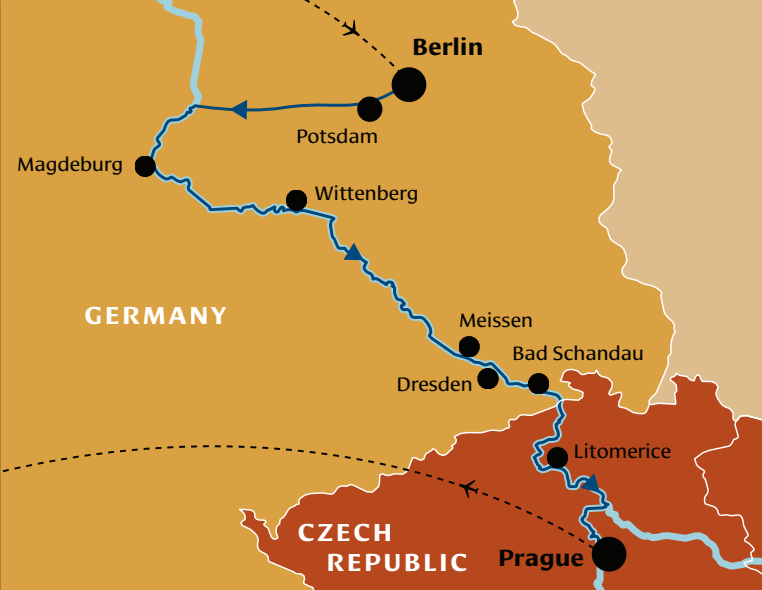 Berlin
Potsdam
Magdeburg
Wittenberg
GERMANY
Meissen
Bad Schandau
Dresden
Litomerice
CZECH
REPUBLIC
Prague